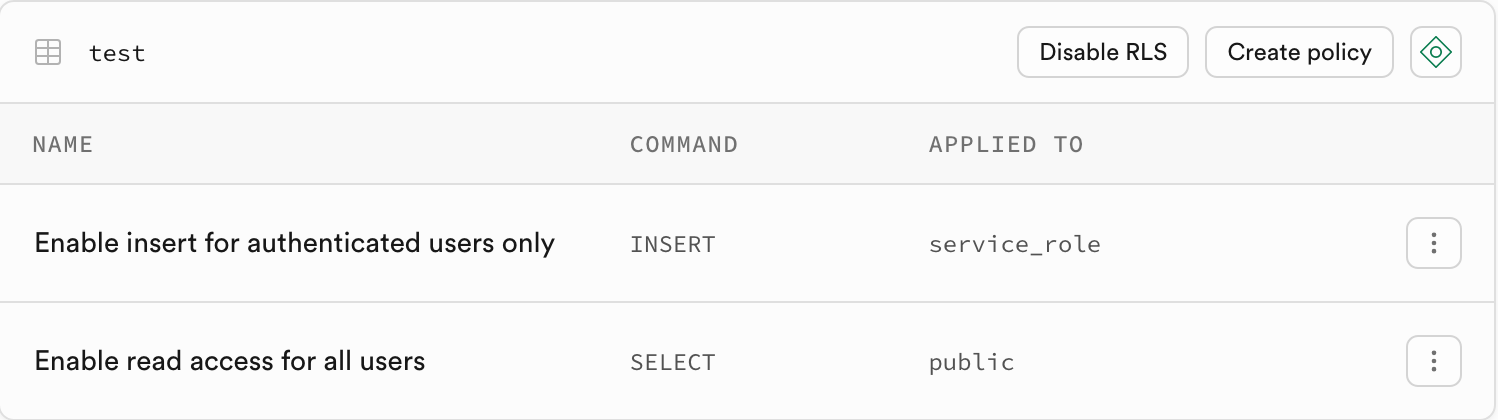 test
Disable RLS
Create policy
NAME COMMAND APPLIED TO
Enable insert for authenticated users only INSERT service_role
Enable read access for all users SELECT public